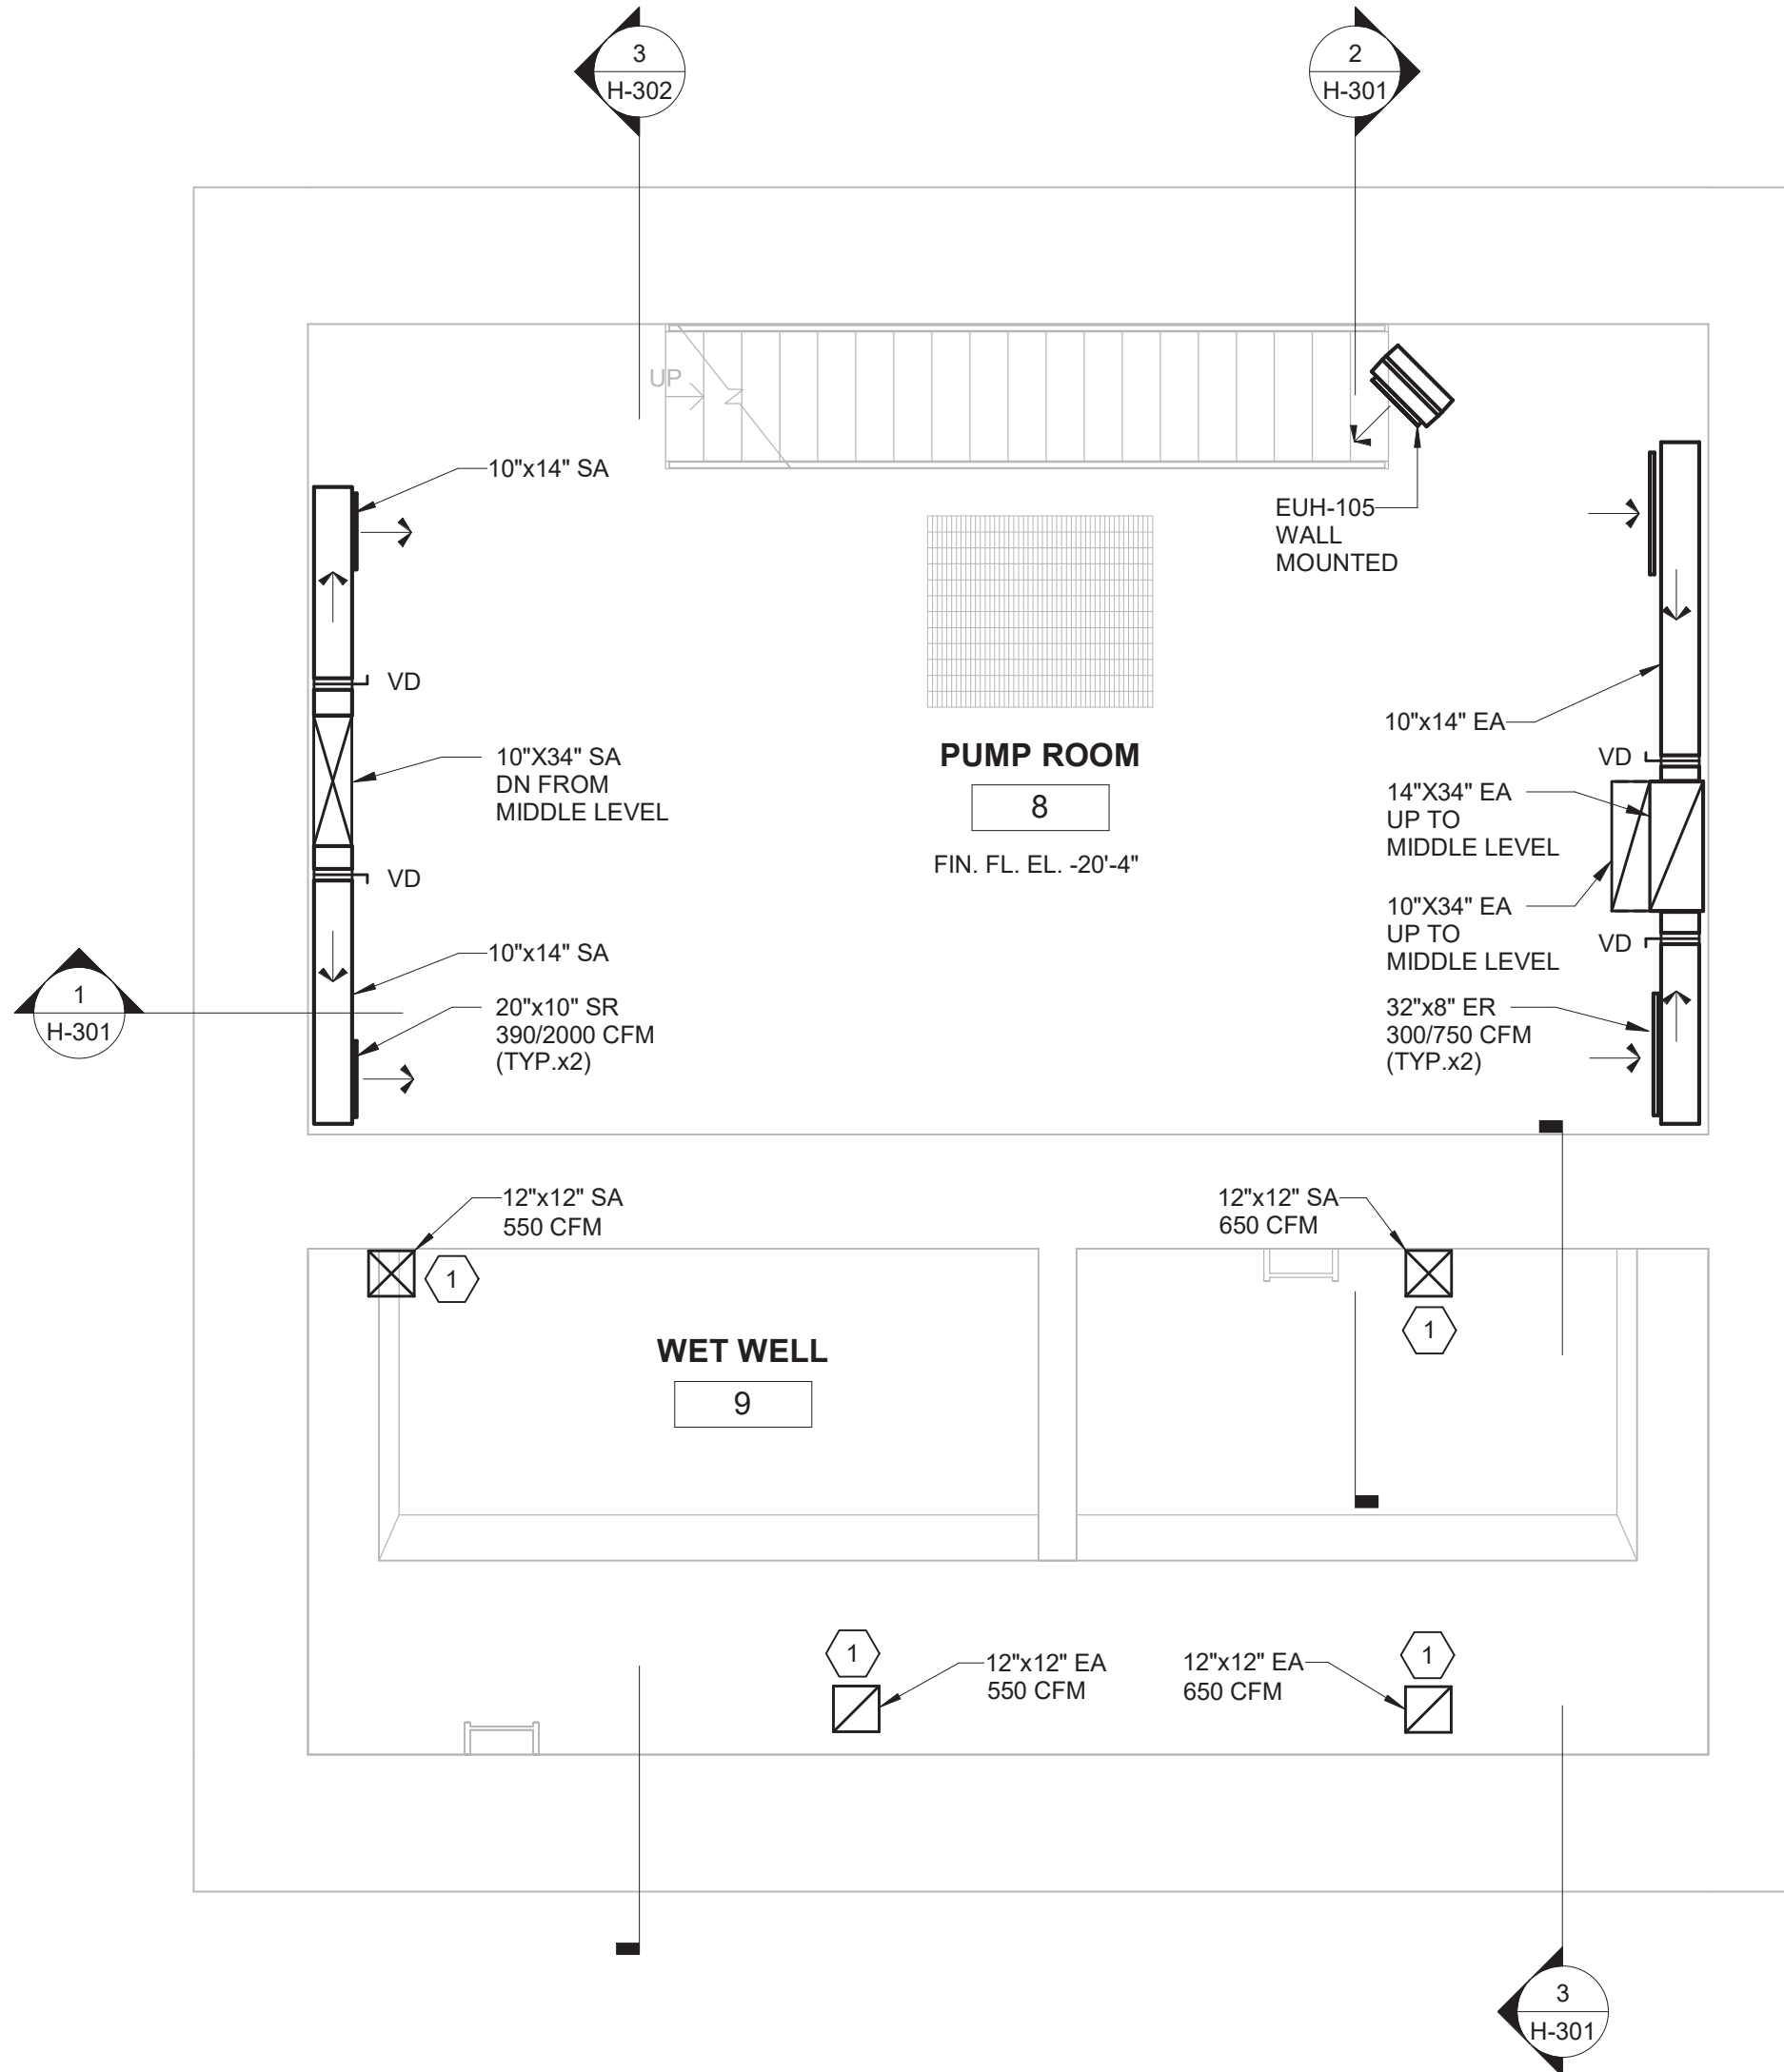 3
H-302
2
H-301
UP
10"x14" SA
EUH-105
WALL
MOUNTED
VD
10"x14" EA
10"X34" SA
DN FROM
MIDDLE LEVEL
PUMP ROOM
8
FIN. FL. EL. -20'-4"
VD
14"X34" EA
UP TO
MIDDLE LEVEL
VD
10"X34" EA
UP TO
MIDDLE LEVEL
VD
10"x14" SA
1
H-301
20"x10" SR
390/2000 CFM
(TYP.x2)
32"x8" ER
300/750 CFM
(TYP.x2)
12"x12" SA
550 CFM
1
12"x12" SA
650 CFM
1
WET WELL
9
1
12"x12" EA
550 CFM
12"x12" EA
650 CFM
1
3
H-301